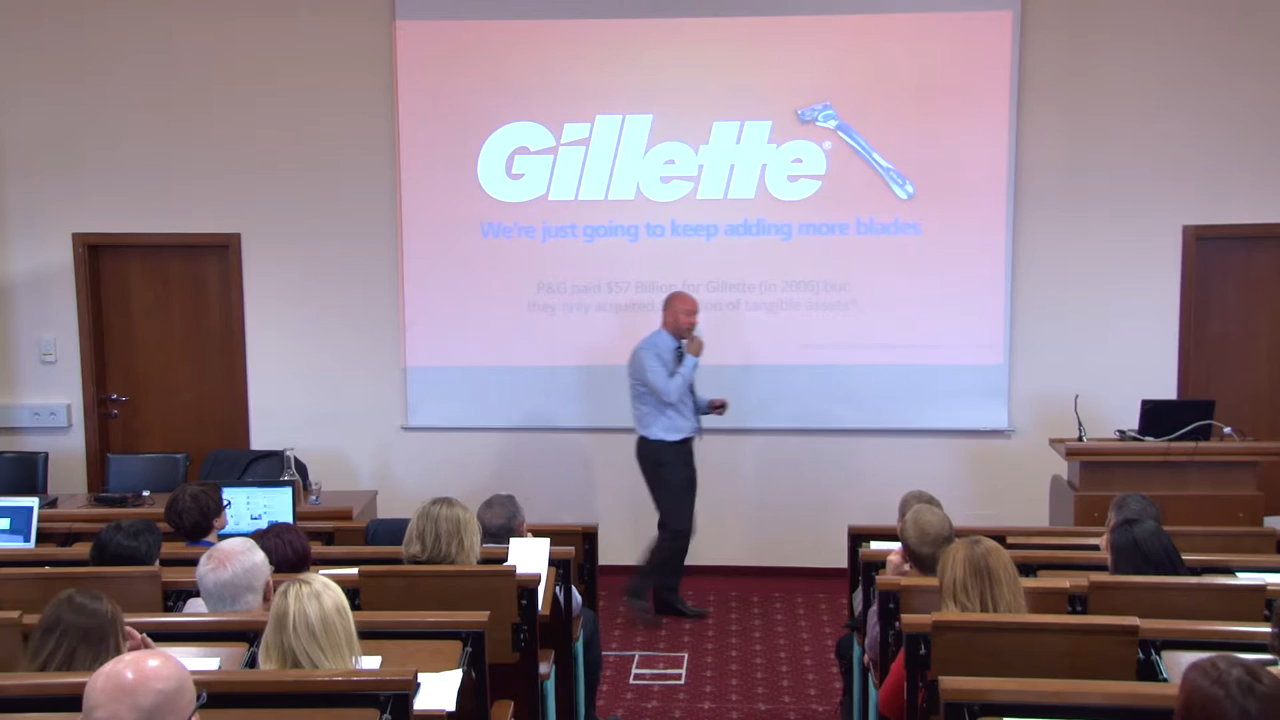 Gillette®
We're just going to keep adding more blades
P&G paid $57 Billion for Gillette (in 2005) but
they only acquired of tangible assets